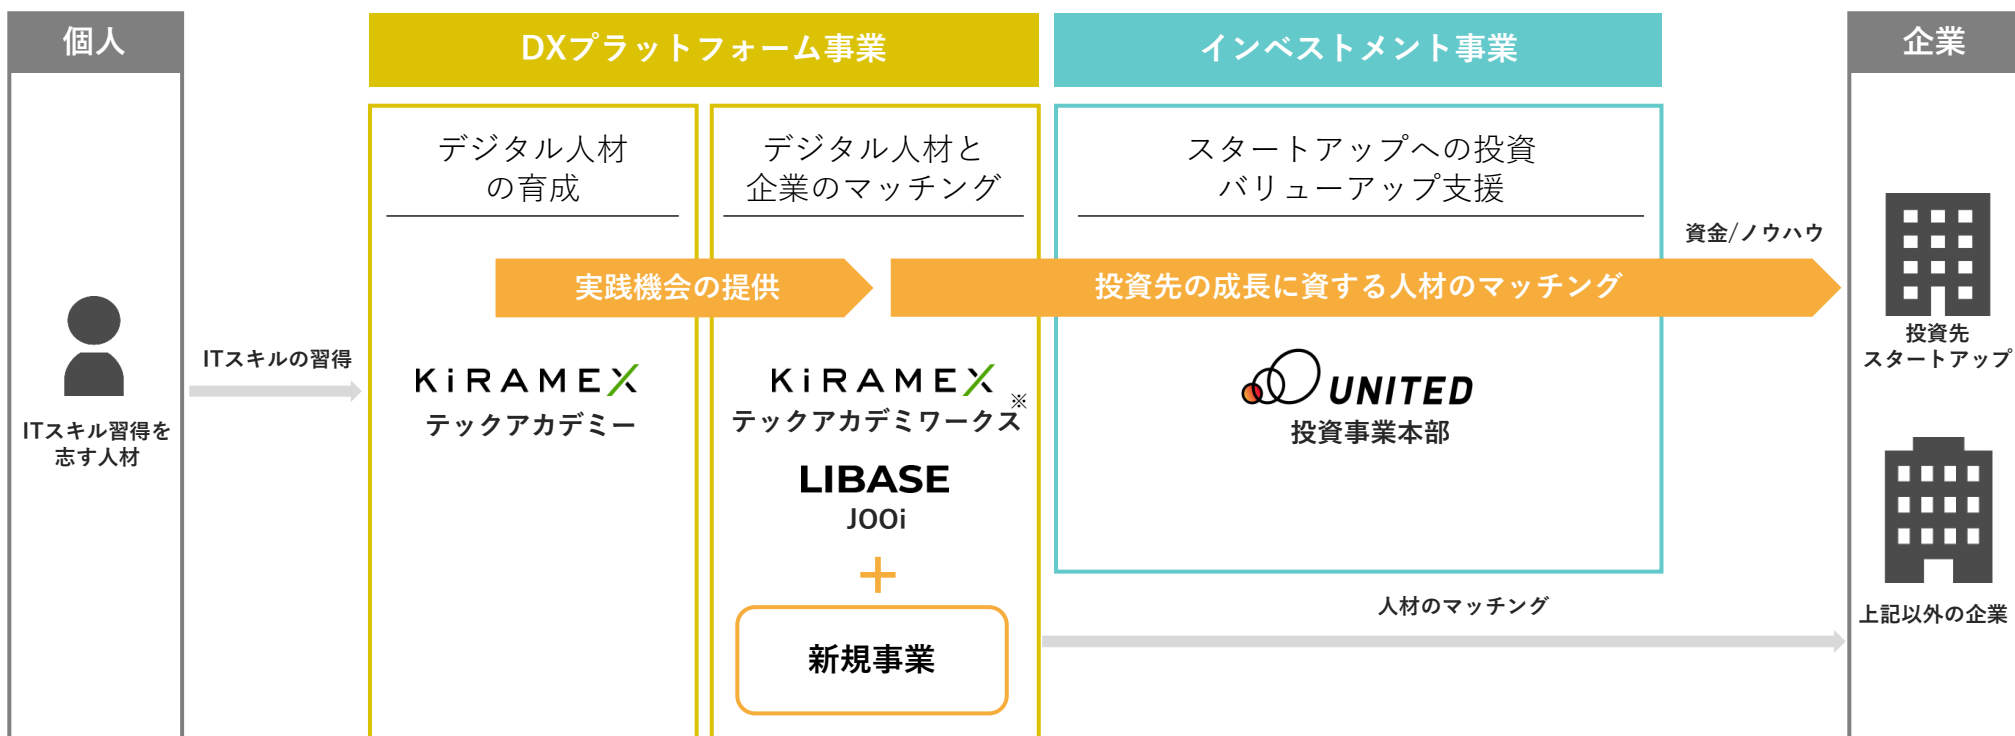 個人
ITスキル習得を
志す人材
ITスキルの習得
DXプラットフォーム事業
デジタル人材
の育成
デジタル人材と
企業のマッチング
実践機会の提供
KiRAMEX
テックアカデミー
KiRAMEX
※
テックアカデミワークス
LIBASE
JOOi
+
新規事業
インベストメント事業
スタートアップへの投資
バリューアップ支援
投資先の成長に資する人材のマッチング
UNITED
投資事業本部
資金/ノウハウ
人材のマッチング
企業
投資先
スタートアップ
上記以外の企業